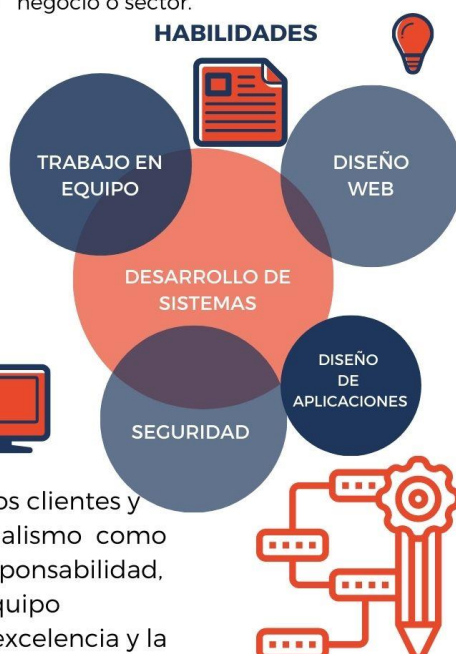 negocio o sector.
HABILIDADES
TRABAJO EN
EQUIPO
DISEÑO
WEB
DESARROLLO DE
SISTEMAS
DISEÑO
DE
APLICACIONES
SEGURIDAD
os clientes y
alismo como
ponsabilidad,
quipo
excelencia y la